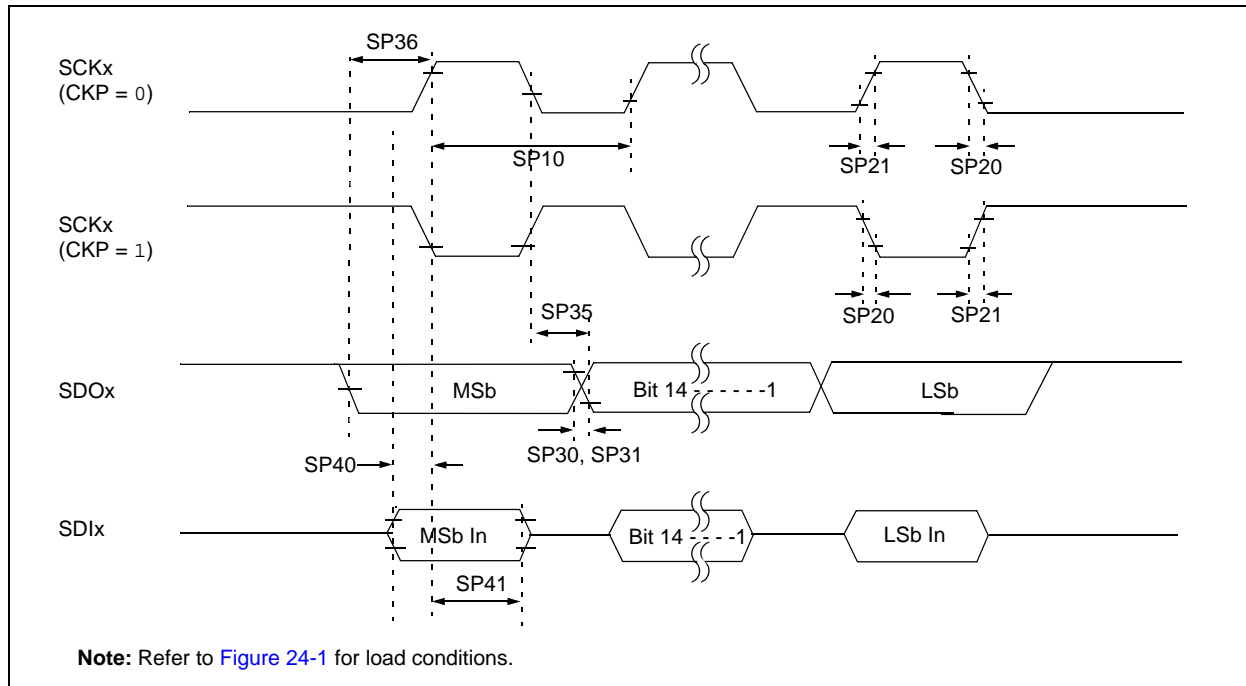 SP36
SCKx
(CKP = 0)
SP10
SP21
SP20
SCKx
(CKP = 1)
SP35
SP20
SP21
SDOx
MSb
Bit 14 - - - - - -1
LSb
SP30, SP31
SP40
SDIx
MSb In
Bit 14 - - - - -1
LSb In
SP41
Note: Refer to Figure 24-1 for load conditions.